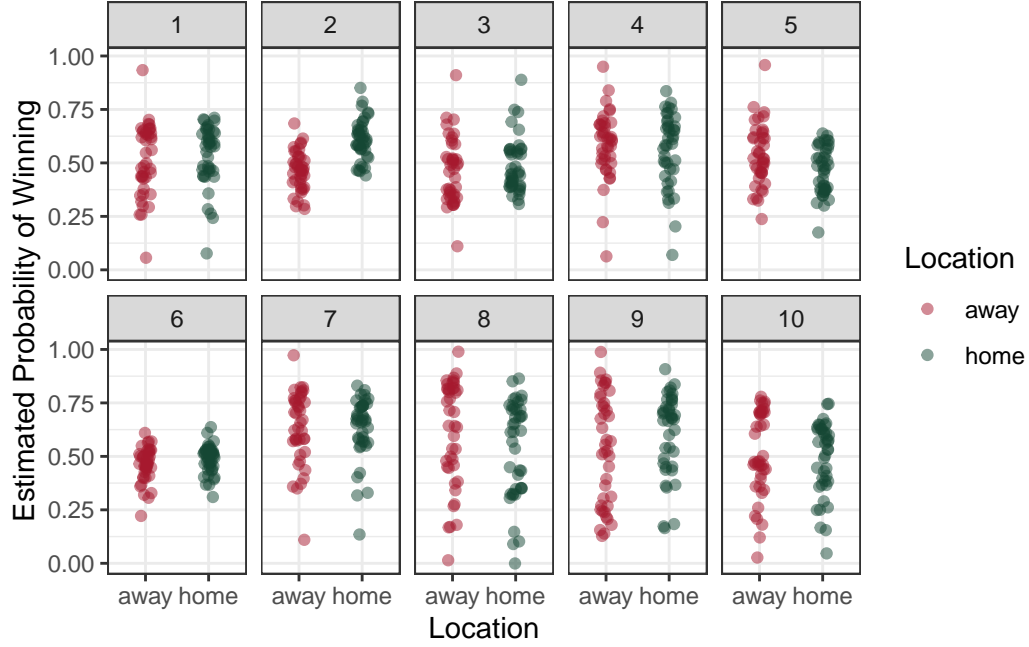 1 2 3 4 5
1.00
0.75
0.50
0.25
0.00
6 7 8 9 10
1.00
0.75
0.50
0.25
0.00
away home away home away home away home away home
Location
Estimated Probability of Winning
Location
away
home